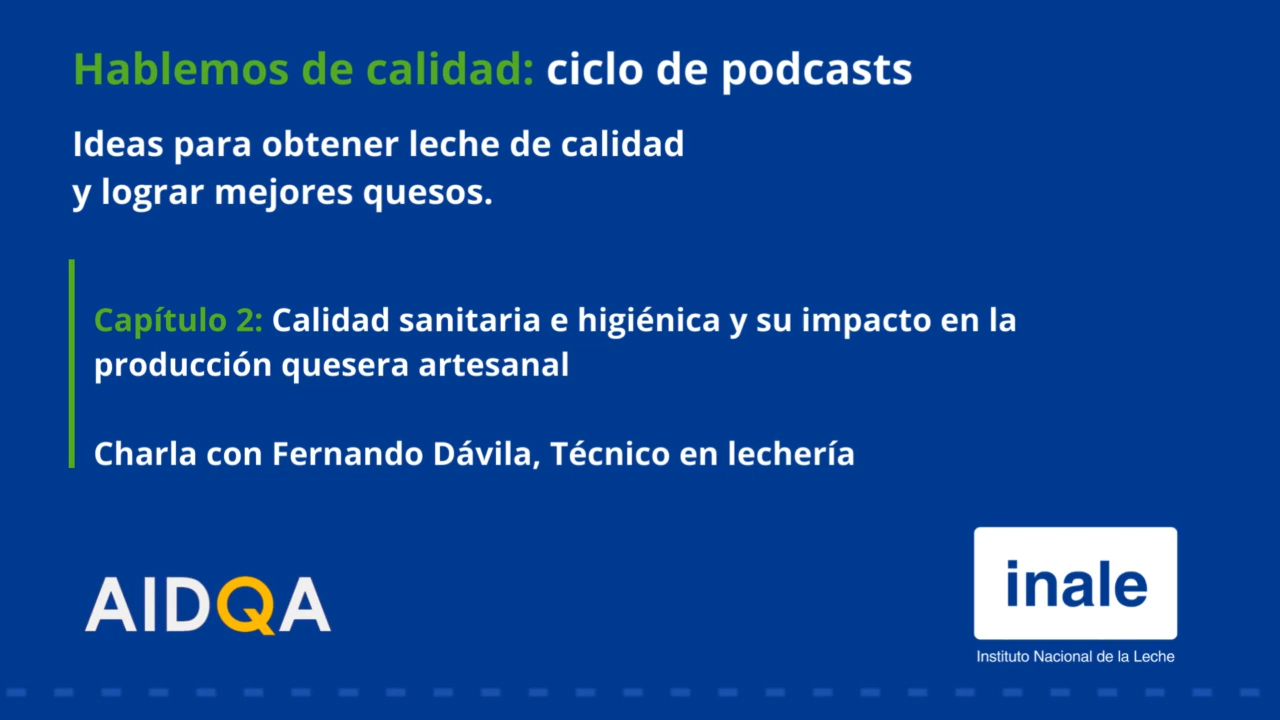 Hablemos de calidad: ciclo de podcasts
Ideas para obtener leche de calidad
y lograr mejores quesos.
Capítulo 2: Calidad sanitaria e higiénica y su impacto en la
producción quesera artesanal
Charla con Fernando Dávila, Técnico en lechería
AIDQA
inale
Instituto Nacional de la Leche